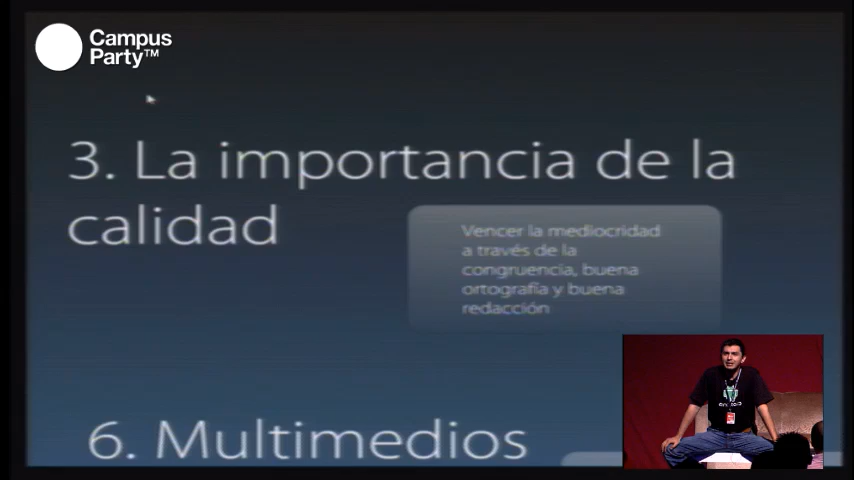 Campus
Party™
3. La importancia de la
calidad
Vencer la mediocridad
a través de la
congruencia, buena
ortografía y buena
redacción
6. Multimedios
android